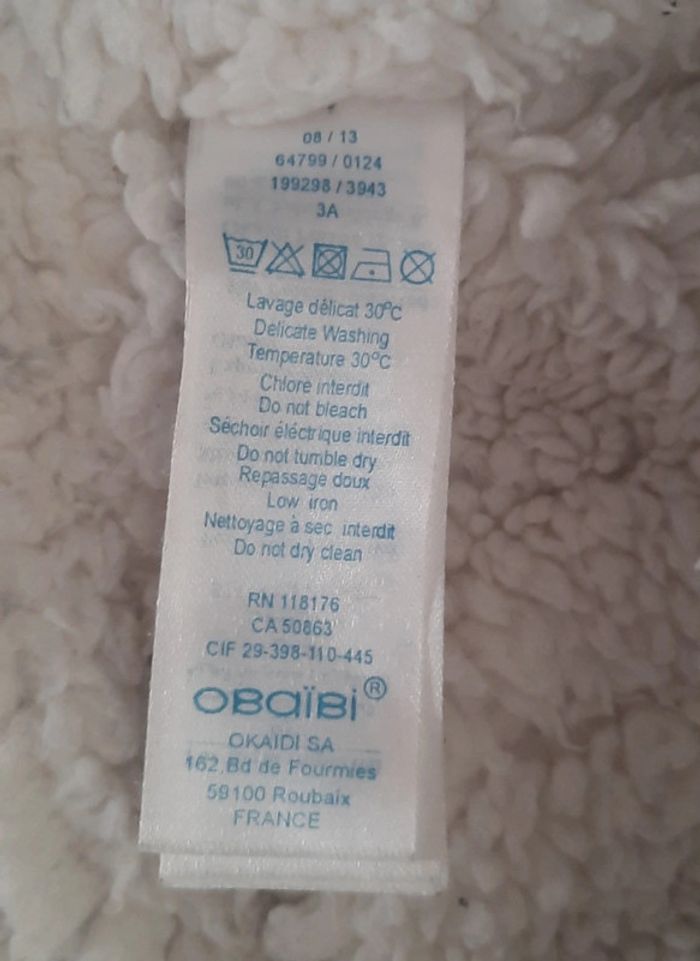 08 / 13
64799 / 0124
199298 / 3943
3A
30
Lavage délicat 30ºC
Delicate Washing
Temperature 30ºC
Chlore interdit
Do not bleach
Séchoir éléctrique interdit
Do not tumble dry
Repassage doux
Low iron
Nettoyage à sec interdit
Do not dry clean
RN 118176
CA 50863
CIF 29-398-110-445
OBaïBi®
OKAIDI SA
162,Bd de Fourmies
59100 Roubaix
FRANCE